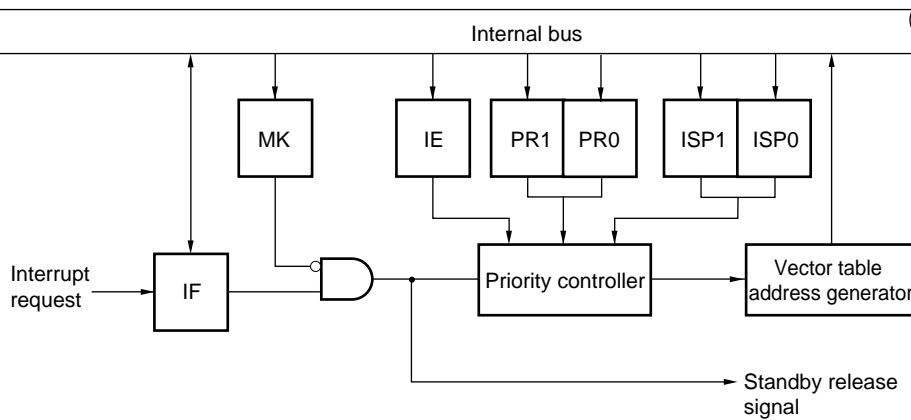 Internal bus
MK
IE
PR1
PR0
ISP1
ISP0
Interrupt
request
IF
Priority controller
Vector table
address generator
Standby release
signal